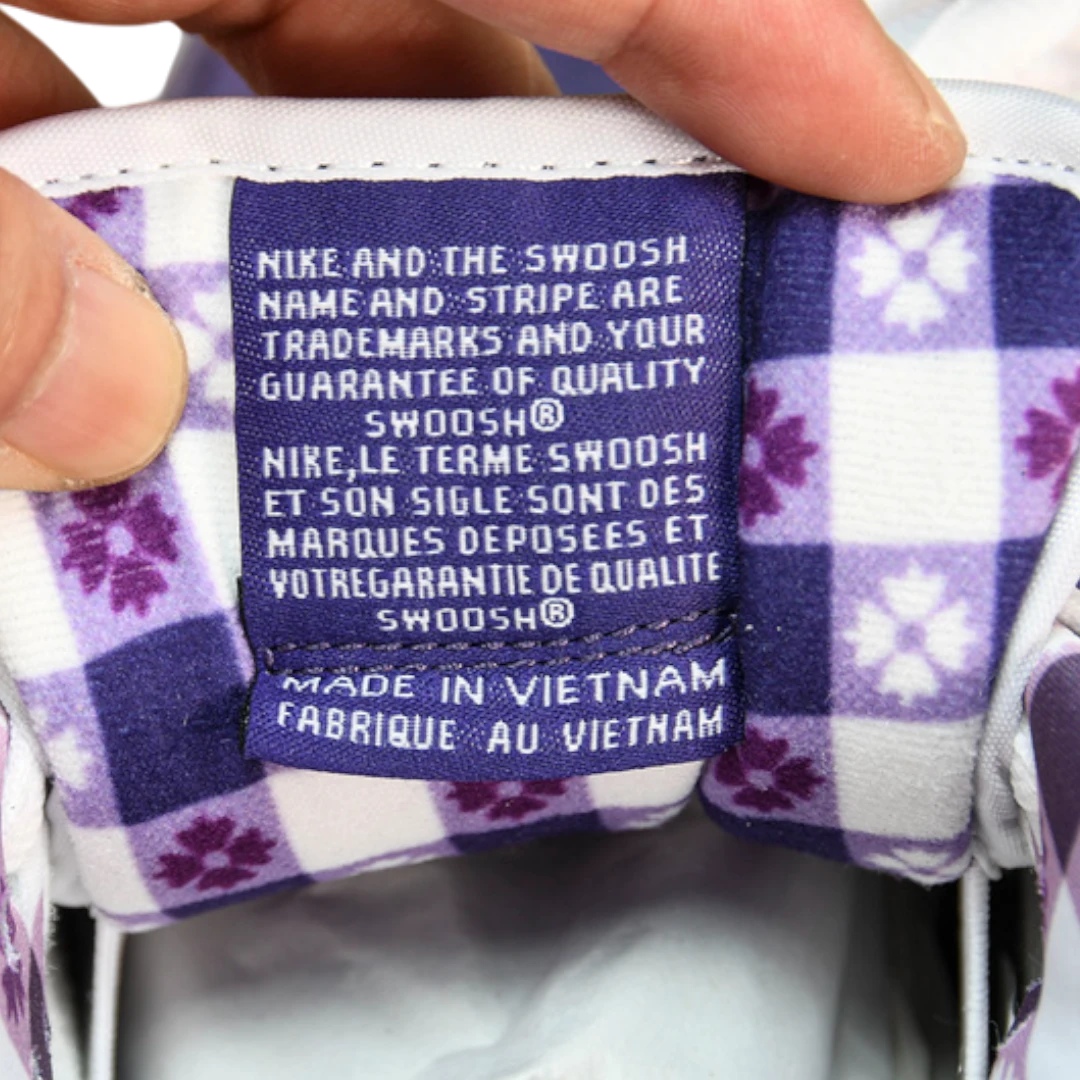 NIKE AND THE SWOOSH
NAME AND STRIPE ARE
TRADEMARKS AND YOUR
GUARANTEE OF QUALITY
SWOOSH®
NIKE,LE TERME SWOOSH
ET SON SIGLE SONT DES
MARQUES DEPOSEES ET
VOTREGARANTIE DE QUALITE
SWOOSH®
MADE IN VIETNAM
FABRIQUE AU VIETNAM